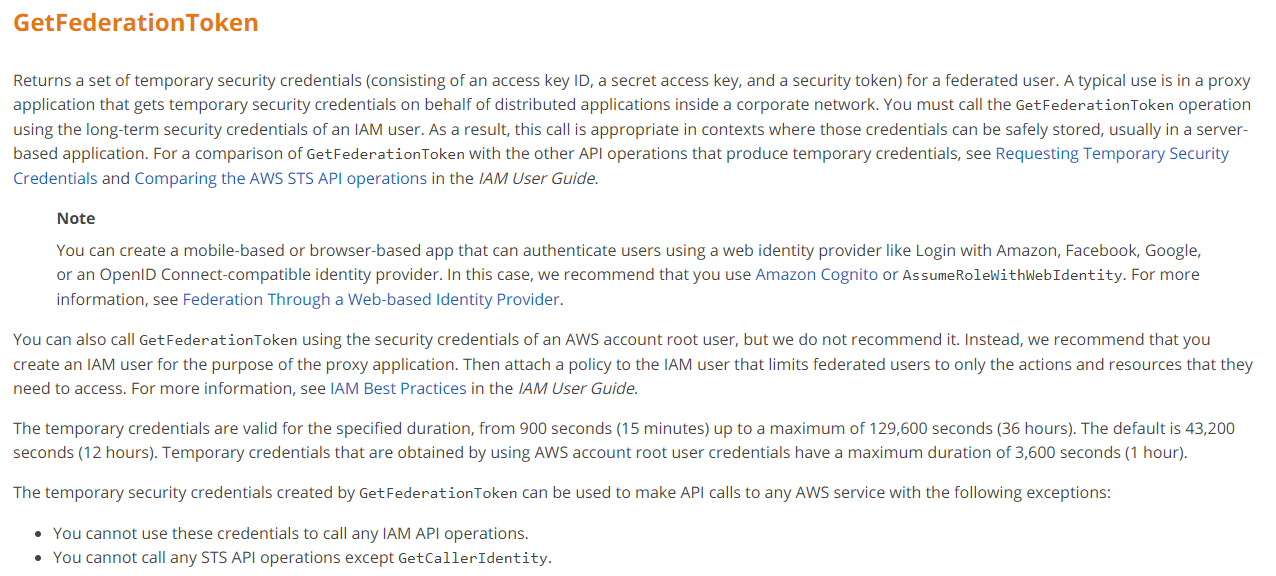 GetFederationToken
Returns a set of temporary security credentials (consisting of an access key ID, a secret access key, and a security token) for a federated user. A typical use is in a proxy
application that gets temporary security credentials on behalf of distributed applications inside a corporate network. You must call the GetFederationToken operation
using the long-term security credentials of an IAM user. As a result, this call is appropriate in contexts where those credentials can be safely stored, usually in a server-
based application. For a comparison of GetFederationToken with the other API operations that produce temporary credentials, see Requesting Temporary Security
Credentials and Comparing the AWS STS API operations in the IAM User Guide.
Note
You can create a mobile-based or browser-based app that can authenticate users using a web identity provider like Login with Amazon, Facebook, Google,
or an OpenID Connect-compatible identity provider. In this case, we recommend that you use Amazon Cognito or AssumeRoleWithWebIdentity. For more
information, see Federation Through a Web-based Identity Provider.
You can also call GetFederationToken using the security credentials of an AWS account root user, but we do not recommend it. Instead, we recommend that you
create an IAM user for the purpose of the proxy application. Then attach a policy to the IAM user that limits federated users to only the actions and resources that they
need to access. For more information, see IAM Best Practices in the IAM User Guide.
The temporary credentials are valid for the specified duration, from 900 seconds (15 minutes) up to a maximum of 129,600 seconds (36 hours). The default is 43,200
seconds (12 hours). Temporary credentials that are obtained by using AWS account root user credentials have a maximum duration of 3,600 seconds (1 hour).
The temporary security credentials created by GetFederationToken can be used to make API calls to any AWS service with the following exceptions:
• You cannot use these credentials to call any IAM API operations.
• You cannot call any STS API operations except GetCallerIdentity.